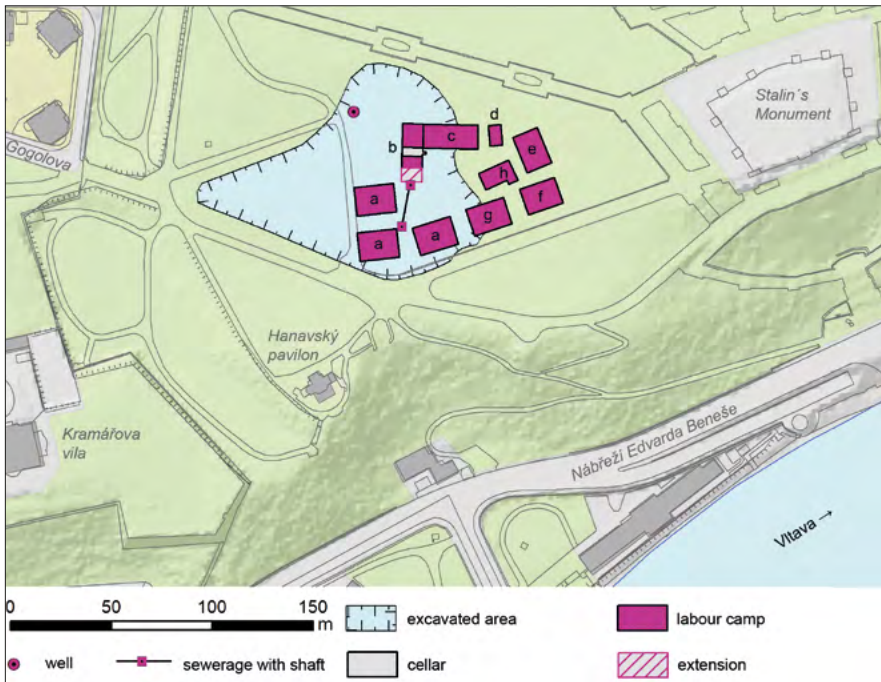 Gogolova
Stalin´s
Monument
d
c
b
e
h
a
f
g
a
a
Hanavský
pavilon
Kramářova
vila
Nábřeží Edvarda Beneše
Vltava →
0 50 100 150
m
excavated area
labour camp
well
sewerage with shaft
cellar
extension